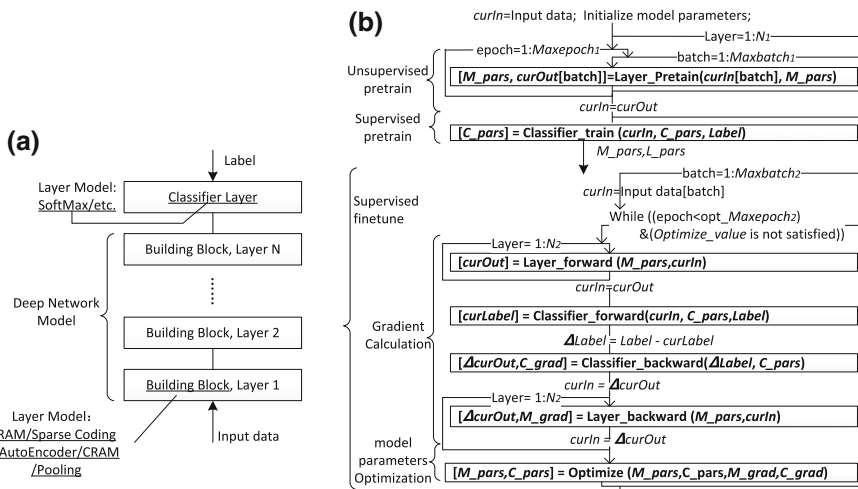 (a)
Label
Layer Model:
SoftMax/etc.
Classifier Layer
Building Block, Layer N
Deep Network
Model
Building Block, Layer 2
Building Block, Layer 1
Layer Model:
RAM/Sparse Coding
AutoEncoder/CRAM
/Pooling
Input data
(b)
curIn=Input data; Initialize model parameters;
Layer=1:N1
epoch=1:Maxepoch1
batch=1:Maxbatch1
Unsupervised
pretrain
[M_pars, curOut[batch]]=Layer_Pretain(curIn[batch], M_pars)
curIn=curOut
Supervised
pretrain
[C_pars] = Classifier_train (curIn, C_pars, Label)
M_pars,L_pars
batch=1:Maxbatch2
curIn=Input data[batch]
Supervised
finetune
While ((epoch<opt_Maxepoch2)
&(Optimize_value is not satisfied))
Layer= 1:N2
[curOut] = Layer_forward (M_pars,curIn)
curIn=curOut
Gradient
Calculation
[curLabel] = Classifier_forward(curIn, C_pars,Label)
ΔLabel = Label - curLabel
[ΔcurOut,C_grad] = Classifier_backward(ΔLabel, C_pars)
curIn = ΔcurOut
Layer= 1:N2
[ΔcurOut,M_grad] = Layer_backward (M_pars,curIn)
curIn = ΔcurOut
model
parameters
Optimization
[M_pars,C_pars] = Optimize (M_pars,C_pars,M_grad,C_grad)